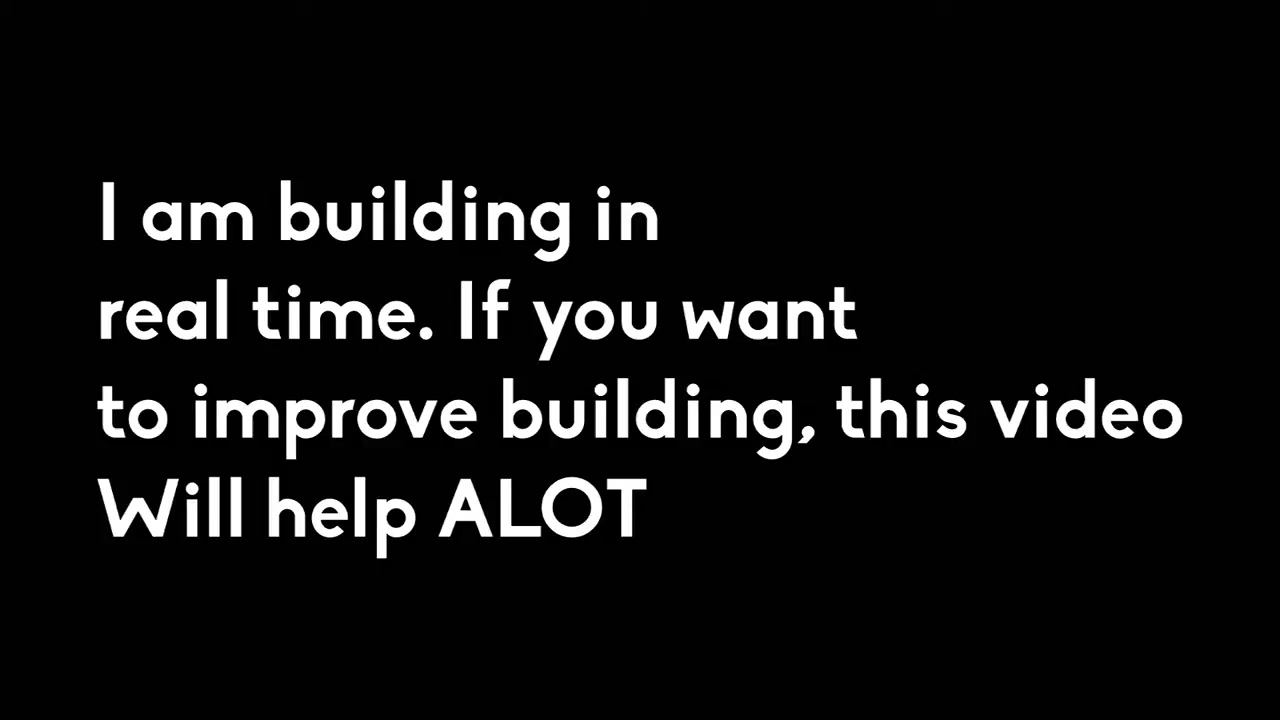 I am building in
real time. If you want
to improve building, this video
Will help ALOT